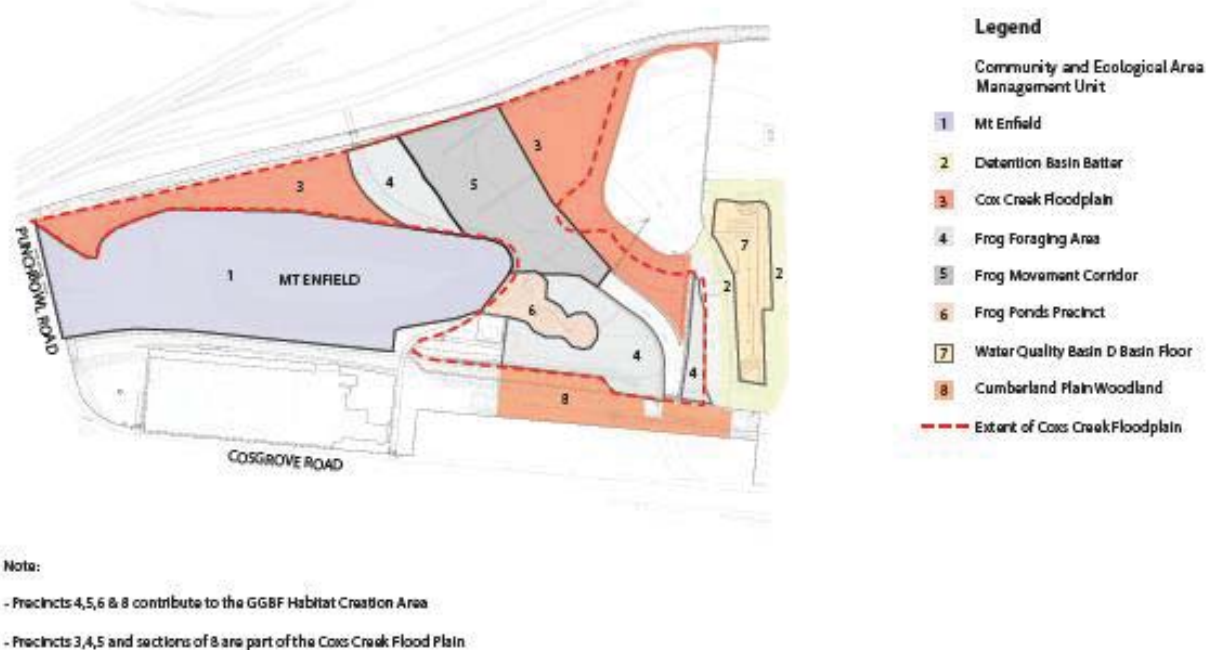 Legend
Community and Ecological Area
Management Unit
1 Mt Enfield
2 Detention Basin Batter
3 Cox Creek Floodplain
4 Frog Foraging Area
5 Frog Movement Corridor
6 Frog Ponds Precinct
7 Water Quality Basin D Basin Floor
8 Cumberland Plain Woodland
Extent of Coxs Creek Floodplain
3
3
4
5
7
2
2
1
MT ENFIELD
6
4
4
8
PUNCHBOWL ROAD
COSGROVE ROAD
Note:
- Precincts 4,5,6 & 8 contribute to the GGBF Habitat Creation Area
- Precincts 3,4,5 and sections of 8 are part of the Coxs Creek Flood Plain